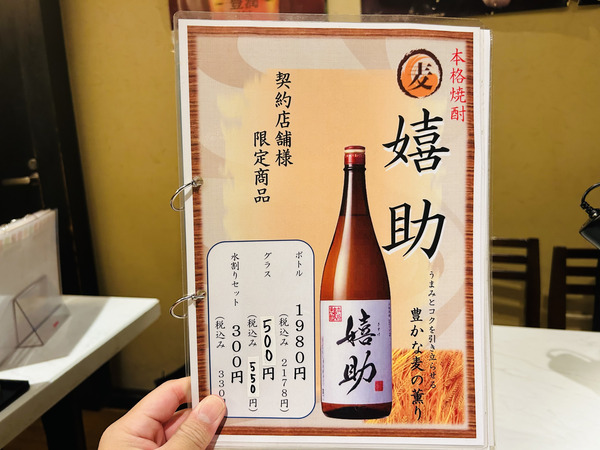 本格焼酎
麦
嬉助
うまみとコクを引き立らせる
豊かな麦の薫り
契約店舗様
限定商品
嬉助
ボトル 1980円
(税込み 2178円)
グラス 500円
(税込み 550円)
水割りセット 300円
(税込み 330